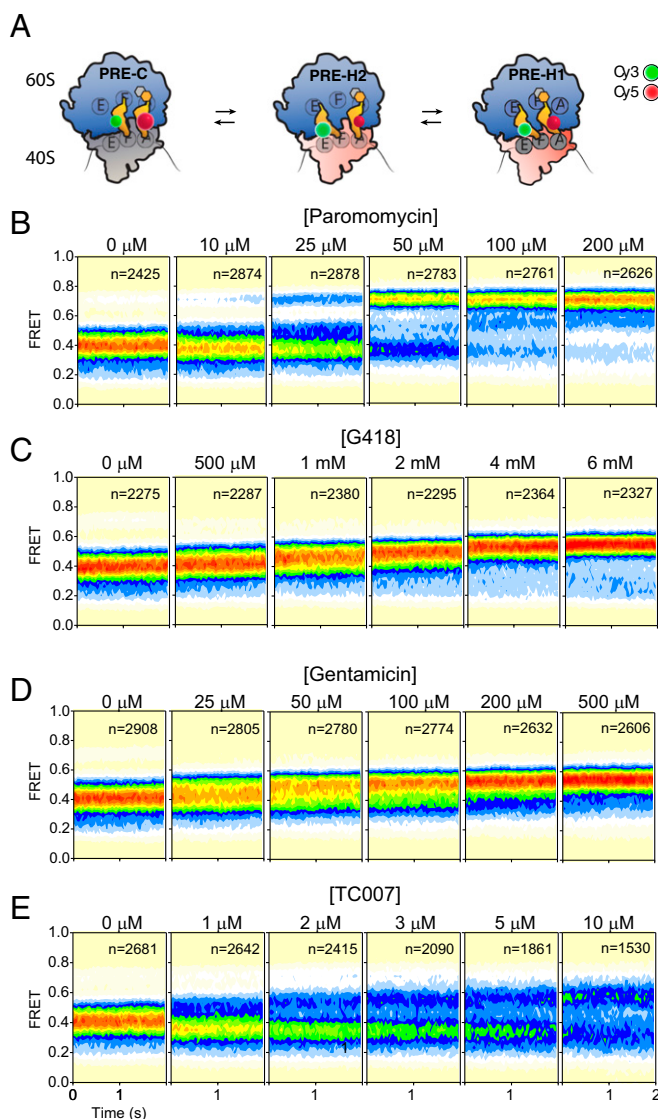 A
60S
40S
PRE-C
PRE-H2
PRE-H1
Cy3
Cy5
E
E
E F
E
E F A
E A
B
[Paromomycin]
0 μM 10 μM 25 μM 50 μM 100 μM 200 μM
n=2425 n=2874 n=2878 n=2783 n=2761 n=2626
FRET
1.0
0.8
0.6
0.4
0.2
0.0
1 1 1 1 1 1
C
[G418]
0 μM 500 μM 1 mM 2 mM 4 mM 6 mM
n=2275 n=2287 n=2380 n=2295 n=2364 n=2327
FRET
1.0
0.8
0.6
0.4
0.2
0.0
D
[Gentamicin]
0 μM 25 μM 50 μM 100 μM 200 μM 500 μM
n=2908 n=2805 n=2780 n=2774 n=2632 n=2606
FRET
1.0
0.8
0.6
0.4
0.2
0.0
1
E
[TC007]
0 μM 1 μM 2 μM 3 μM 5 μM 10 μM
n=2681 n=2642 n=2415 n=2090 n=1861 n=1530
FRET
1.0
0.8
0.6
0.4
0.2
0.0
0 1 1 1 1 1 1 2
Time (s)